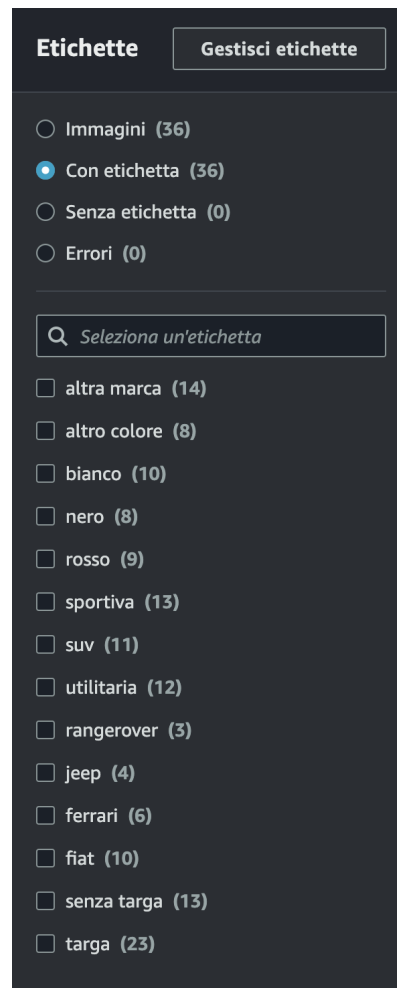 Etichette
Gestisci etichette
Immagini (36)
Con etichetta (36)
Senza etichetta (0)
Errori (0)
Seleziona un'etichetta
altra marca (14)
altro colore (8)
bianco (10)
nero (8)
rosso (9)
sportiva (13)
suv (11)
utilitaria (12)
rangerover (3)
jeep (4)
ferrari (6)
fiat (10)
senza targa (13)
targa (23)